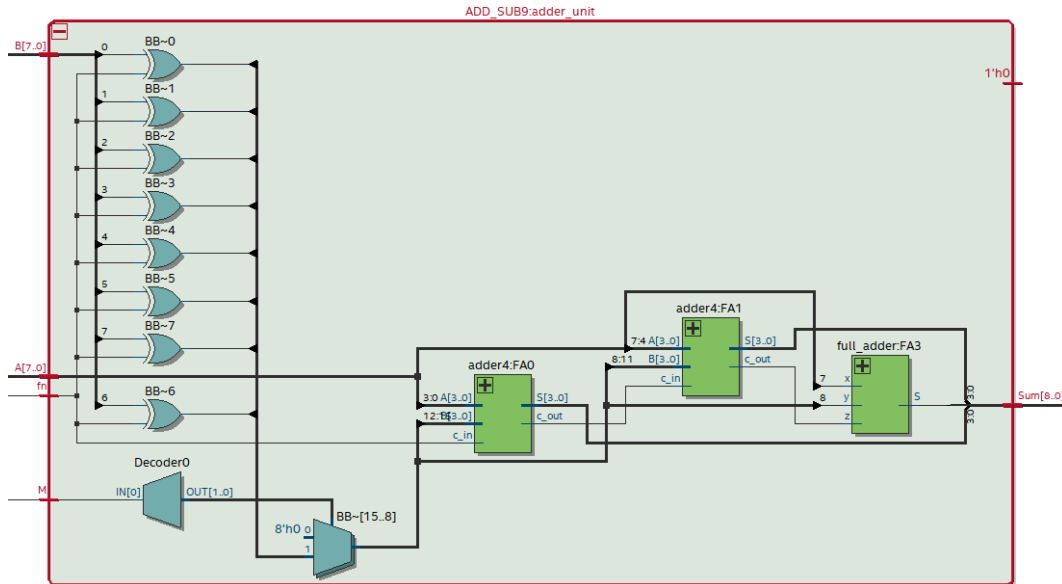 ADD_SUB9:adder_unit
B[7..0]
0
BB~0
1'h0
1
BB~1
2
BB~2
3
BB~3
4
BB~4
5
BB~5
7
BB~7
6
BB~6
A[7..0]
fn
adder4:FA0
3:0 A[3..0]
S[3..0]
c_out
c_in
adder4:FA1
7:4 A[3..0]
S[3..0]
8:11 B[3..0]
c_out
c_in
full_adder:FA3
7 x
8 y
S
z
3:0
3:0
Sum[8..0]
Decoder0
M
IN[0]
OUT[1..0]
BB~[15..8]
8'h0 0
1